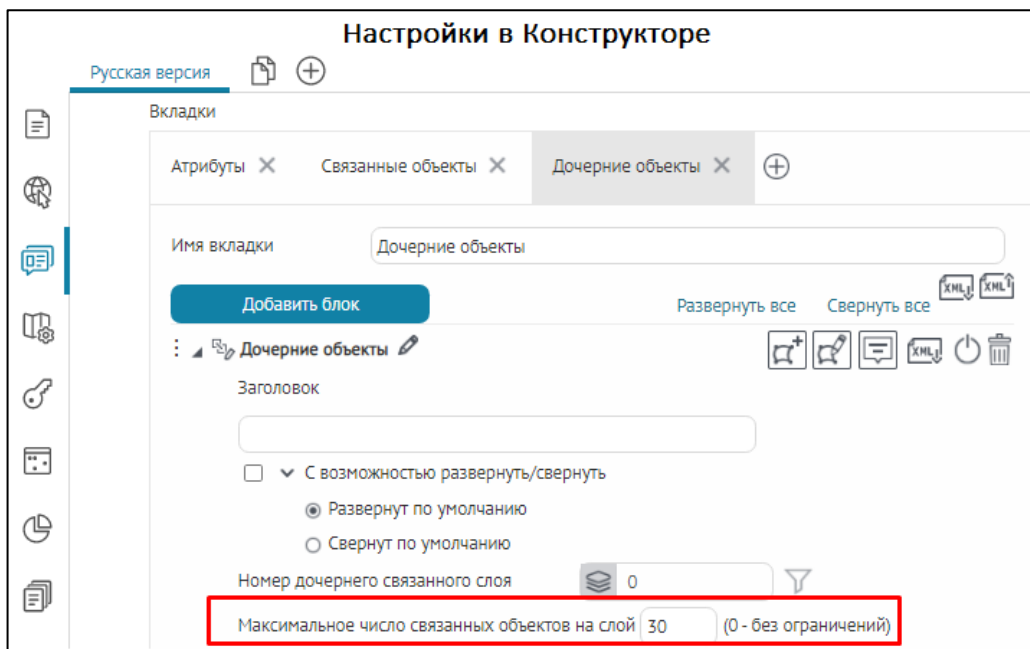 Настройки в Конструкторе
Русская версия
Вкладки
Атрибуты Связанные объекты Дочерние объекты
Имя вкладки Дочерние объекты
Добавить блок Развернуть все Свернуть все XML XML
Дочерние объекты XML
Заголовок
С возможностью развернуть/свернуть
Развернут по умолчанию
Свернут по умолчанию
Номер дочернего связанного слоя 0
Максимальное число связанных объектов на слой 30 (0 - без ограничений)